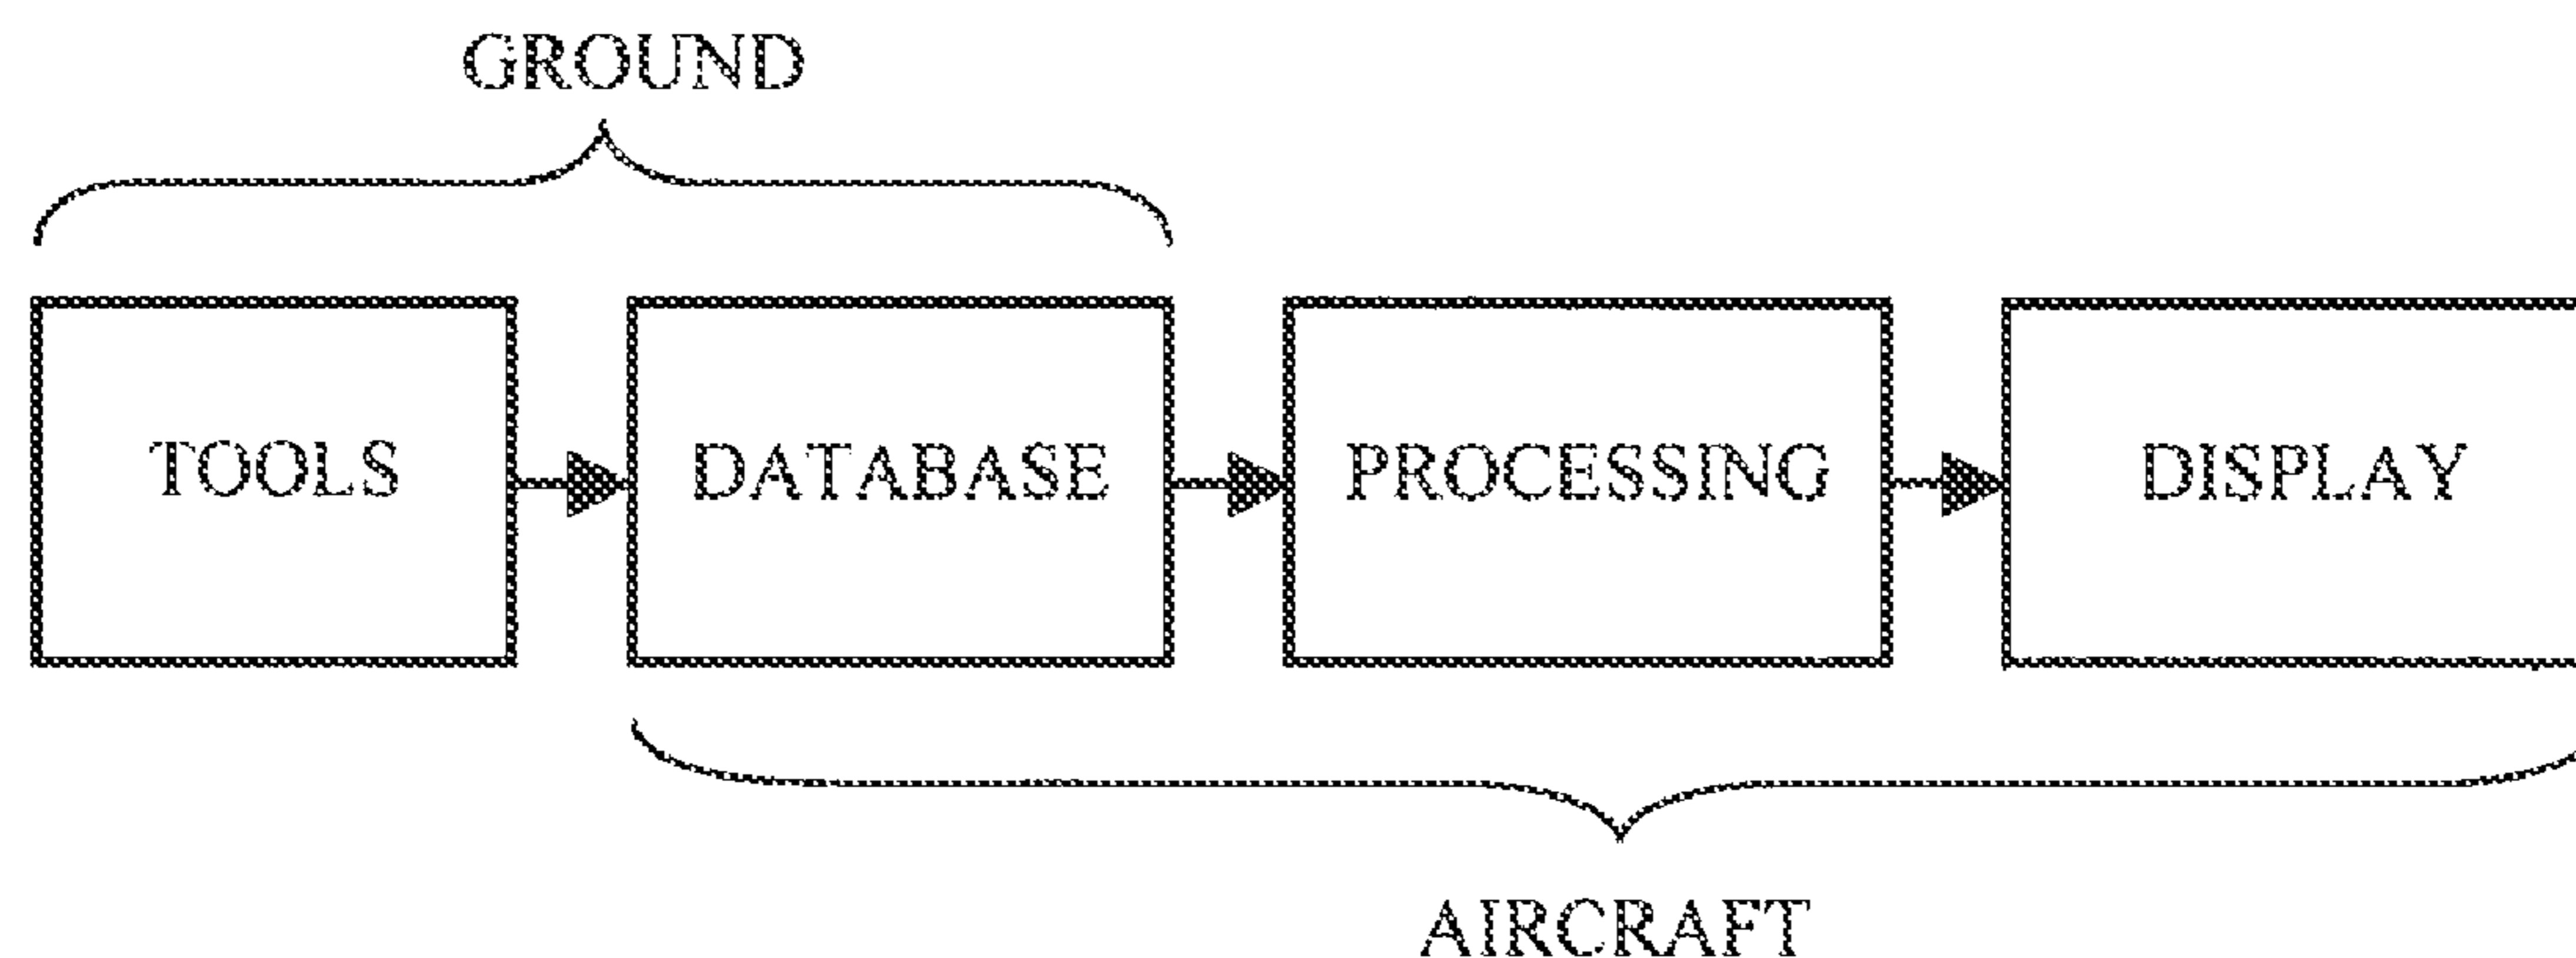 GROUND
TOOLS
DATABASE
PROCESSING
DISPLAY
AIRCRAFT